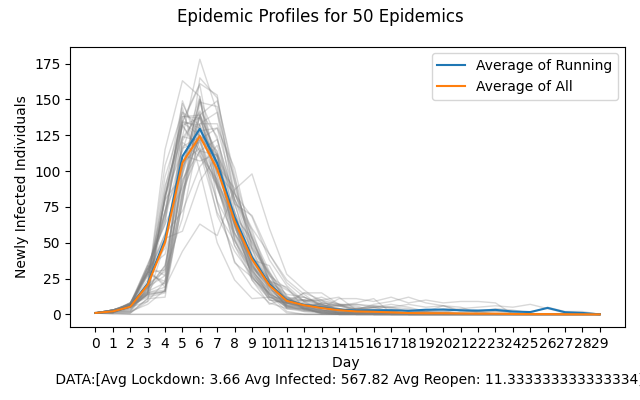 Epidemic Profiles for 50 Epidemics
Average of Running
Average of All
Newly Infected Individuals
175
150
125
100
75
50
25
0
0 1 2 3 4 5 6 7 8 9 10 11 12 13 14 15 16 17 18 19 20 21 22 23 24 25 26 27 28 29
Day
DATA:[Avg Lockdown: 3.66 Avg Infected: 567.82 Avg Reopen: 11.333333333333334]